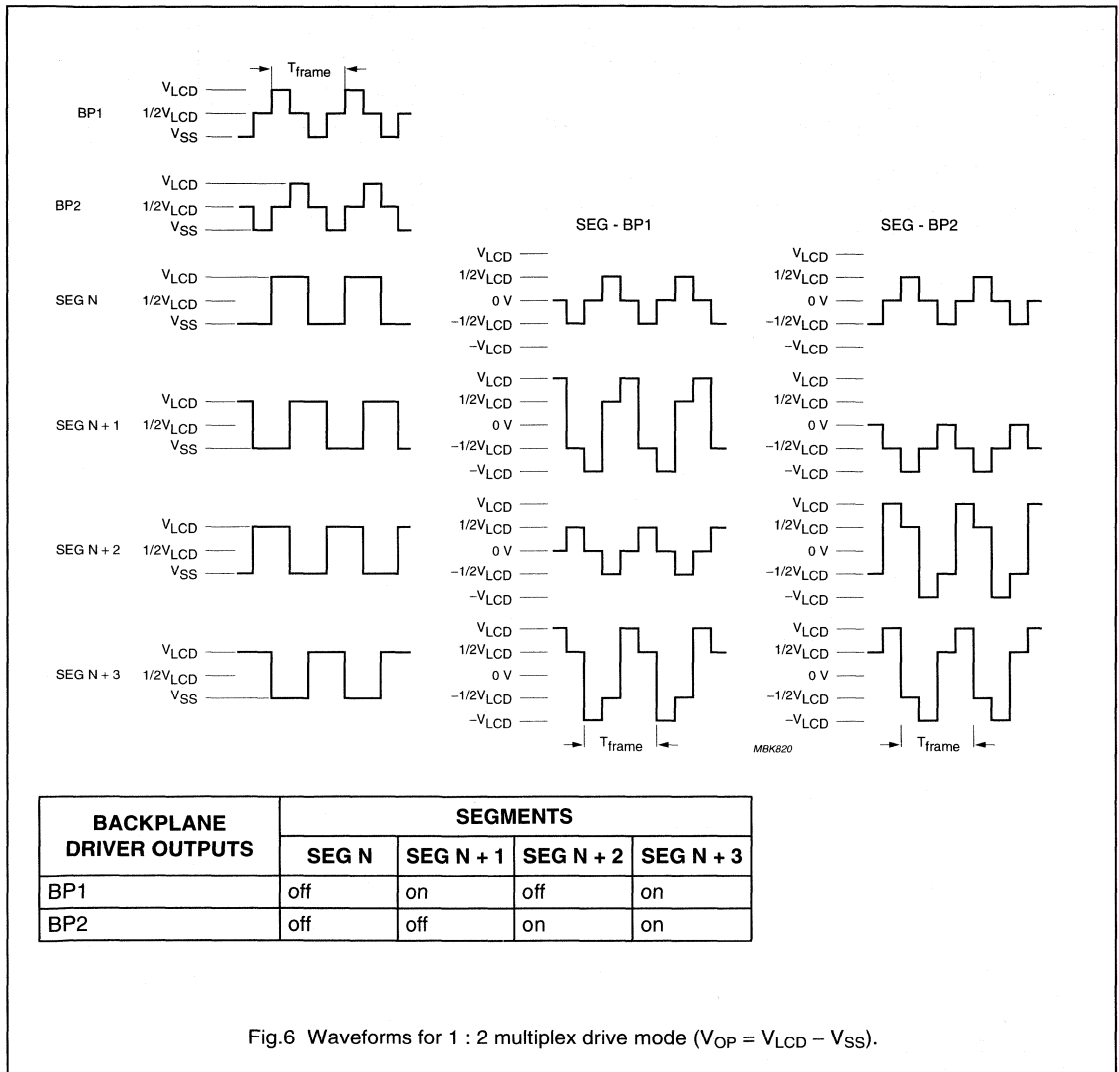 T_frame
BP1
V_LCD
1/2V_LCD
V_SS
BP2
V_LCD
1/2V_LCD
V_SS
SEG - BP1
SEG - BP2
SEG N
V_LCD
1/2V_LCD
V_SS
V_LCD
1/2V_LCD
0 V
−1/2V_LCD
−V_LCD
V_LCD
1/2V_LCD
0 V
−1/2V_LCD
−V_LCD
SEG N + 1
V_LCD
1/2V_LCD
V_SS
V_LCD
1/2V_LCD
0 V
−1/2V_LCD
−V_LCD
V_LCD
1/2V_LCD
0 V
−1/2V_LCD
−V_LCD
SEG N + 2
V_LCD
1/2V_LCD
V_SS
V_LCD
1/2V_LCD
0 V
−1/2V_LCD
−V_LCD
V_LCD
1/2V_LCD
0 V
−1/2V_LCD
−V_LCD
SEG N + 3
V_LCD
1/2V_LCD
V_SS
V_LCD
1/2V_LCD
0 V
−1/2V_LCD
−V_LCD
V_LCD
1/2V_LCD
0 V
−1/2V_LCD
−V_LCD
T_frame
MBK820
T_frame
BACKPLANE
DRIVER OUTPUTS
SEGMENTS
SEG N SEG N + 1 SEG N + 2 SEG N + 3
BP1 off on off on
BP2 off off on on
Fig.6 Waveforms for 1 : 2 multiplex drive mode (V_OP = V_LCD − V_SS).